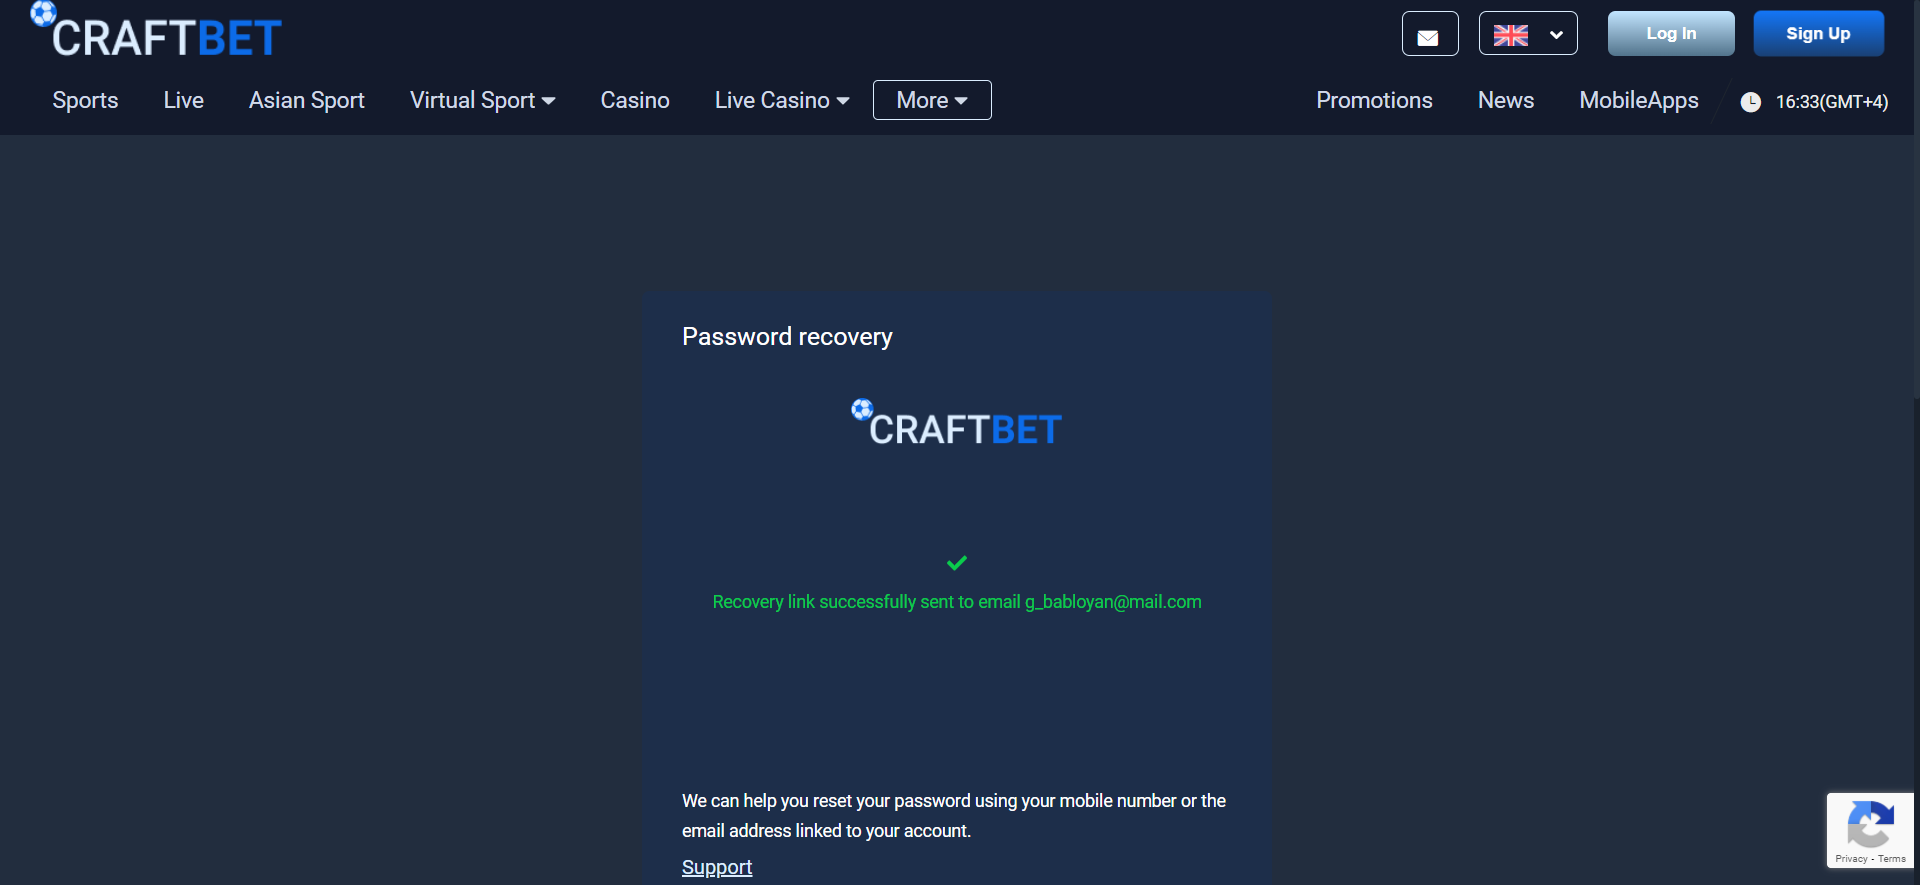 CRAFTBET
Log In
Sign Up
Sports
Live
Asian Sport
Virtual Sport
Casino
Live Casino
More
Promotions
News
MobileApps
16:33(GMT+4)
Password recovery
CRAFTBET
Recovery link successfully sent to email g_babloyan@mail.com
We can help you reset your password using your mobile number or the
email address linked to your account.
Support
Privacy - Terms